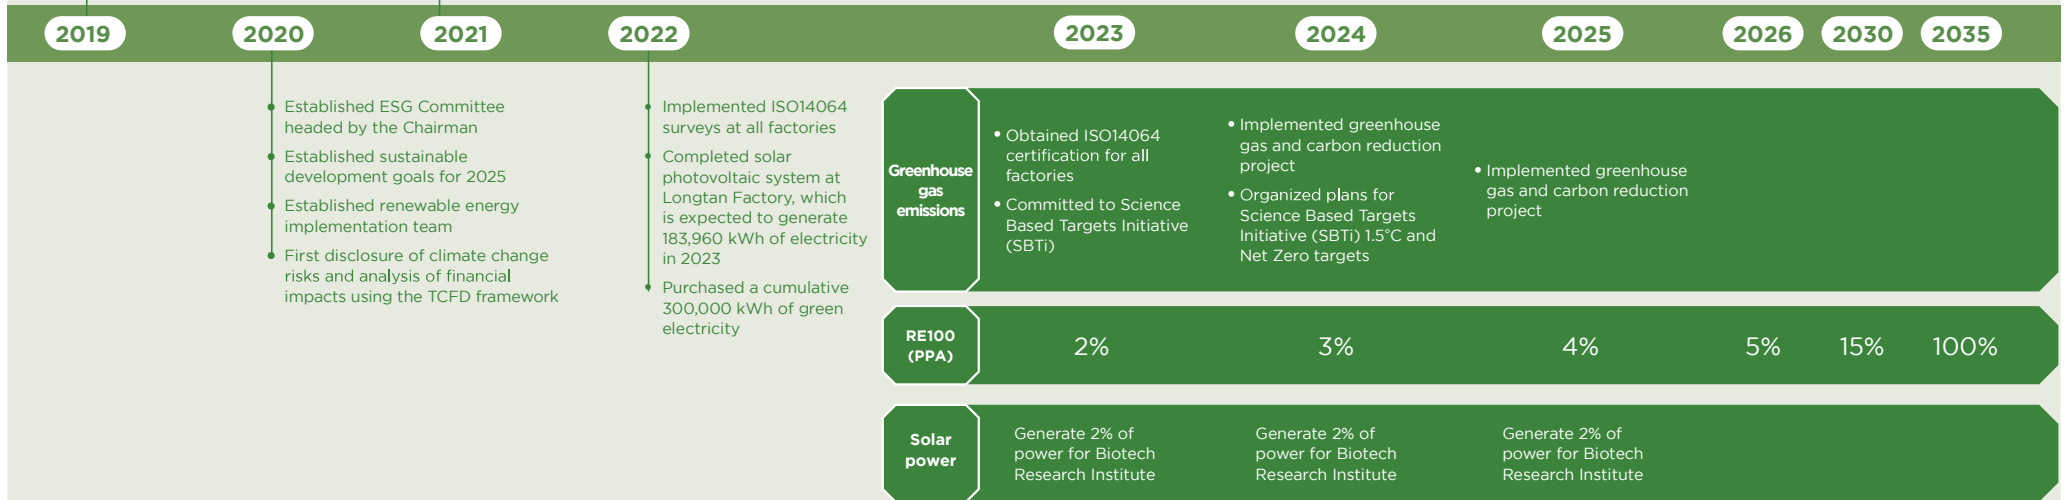 2019
2020
2021
2022
2023
2024
2025
2026
2030
2035
Established ESG Committee
headed by the Chairman
Established sustainable
development goals for 2025
Established renewable energy
implementation team
First disclosure of climate change
risks and analysis of financial
impacts using the TCFD framework
Implemented ISO14064
surveys at all factories
Completed solar
photovoltaic system at
Longtan Factory, which
is expected to generate
183,960 kWh of electricity
in 2023
Purchased a cumulative
300,000 kWh of green
electricity
Greenhouse
gas
emissions
• Obtained ISO14064
certification for all
factories
• Committed to Science
Based Targets Initiative
(SBTi)
• Implemented greenhouse
gas and carbon reduction
project
• Organized plans for
Science Based Targets
Initiative (SBTi) 1.5°C and
Net Zero targets
• Implemented greenhouse
gas and carbon reduction
project
RE100
(PPA)
2%
3%
4%
5%
15%
100%
Solar
power
Generate 2% of
power for Biotech
Research Institute
Generate 2% of
power for Biotech
Research Institute
Generate 2% of
power for Biotech
Research Institute